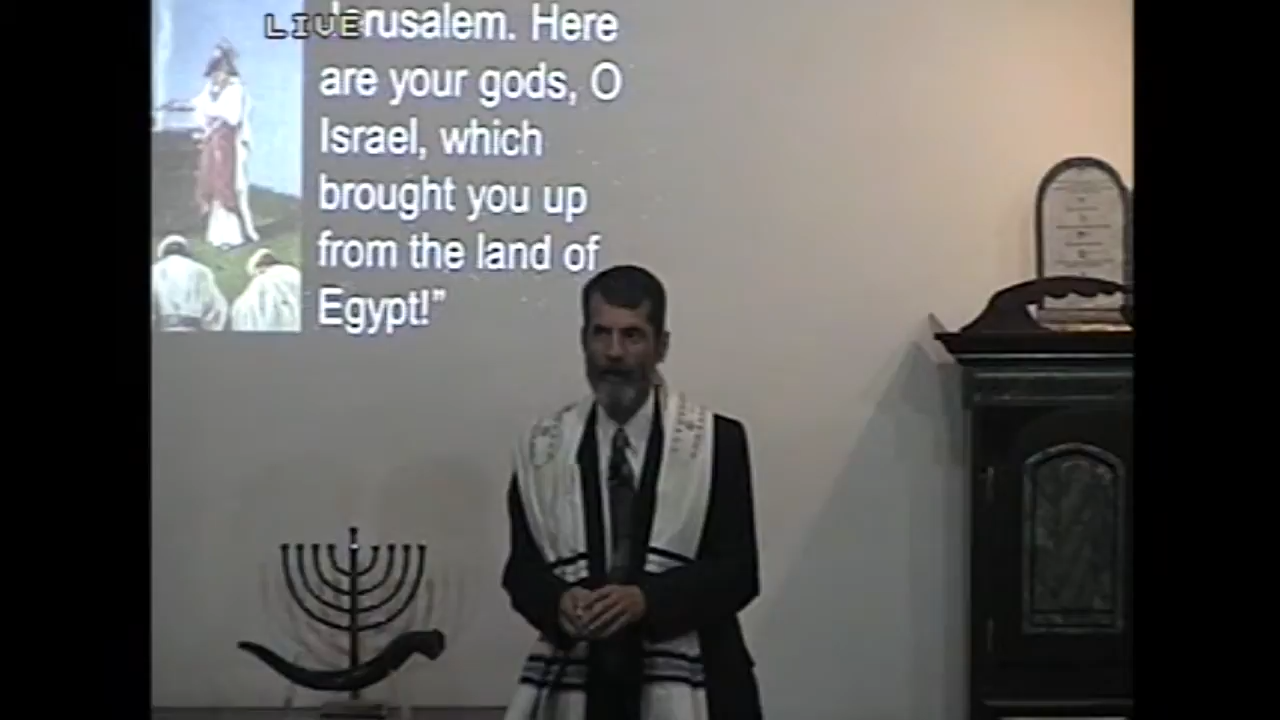 LIVE
Jerusalem. Here
are your gods, O
Israel, which
brought you up
from the land of
Egypt!”